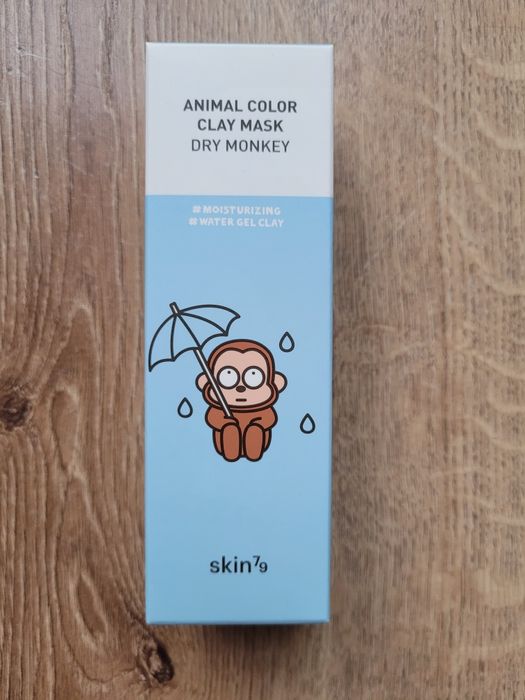 ANIMAL COLOR
CLAY MASK
DRY MONKEY
#MOISTURIZING
#WATER GEL CLAY
skin79